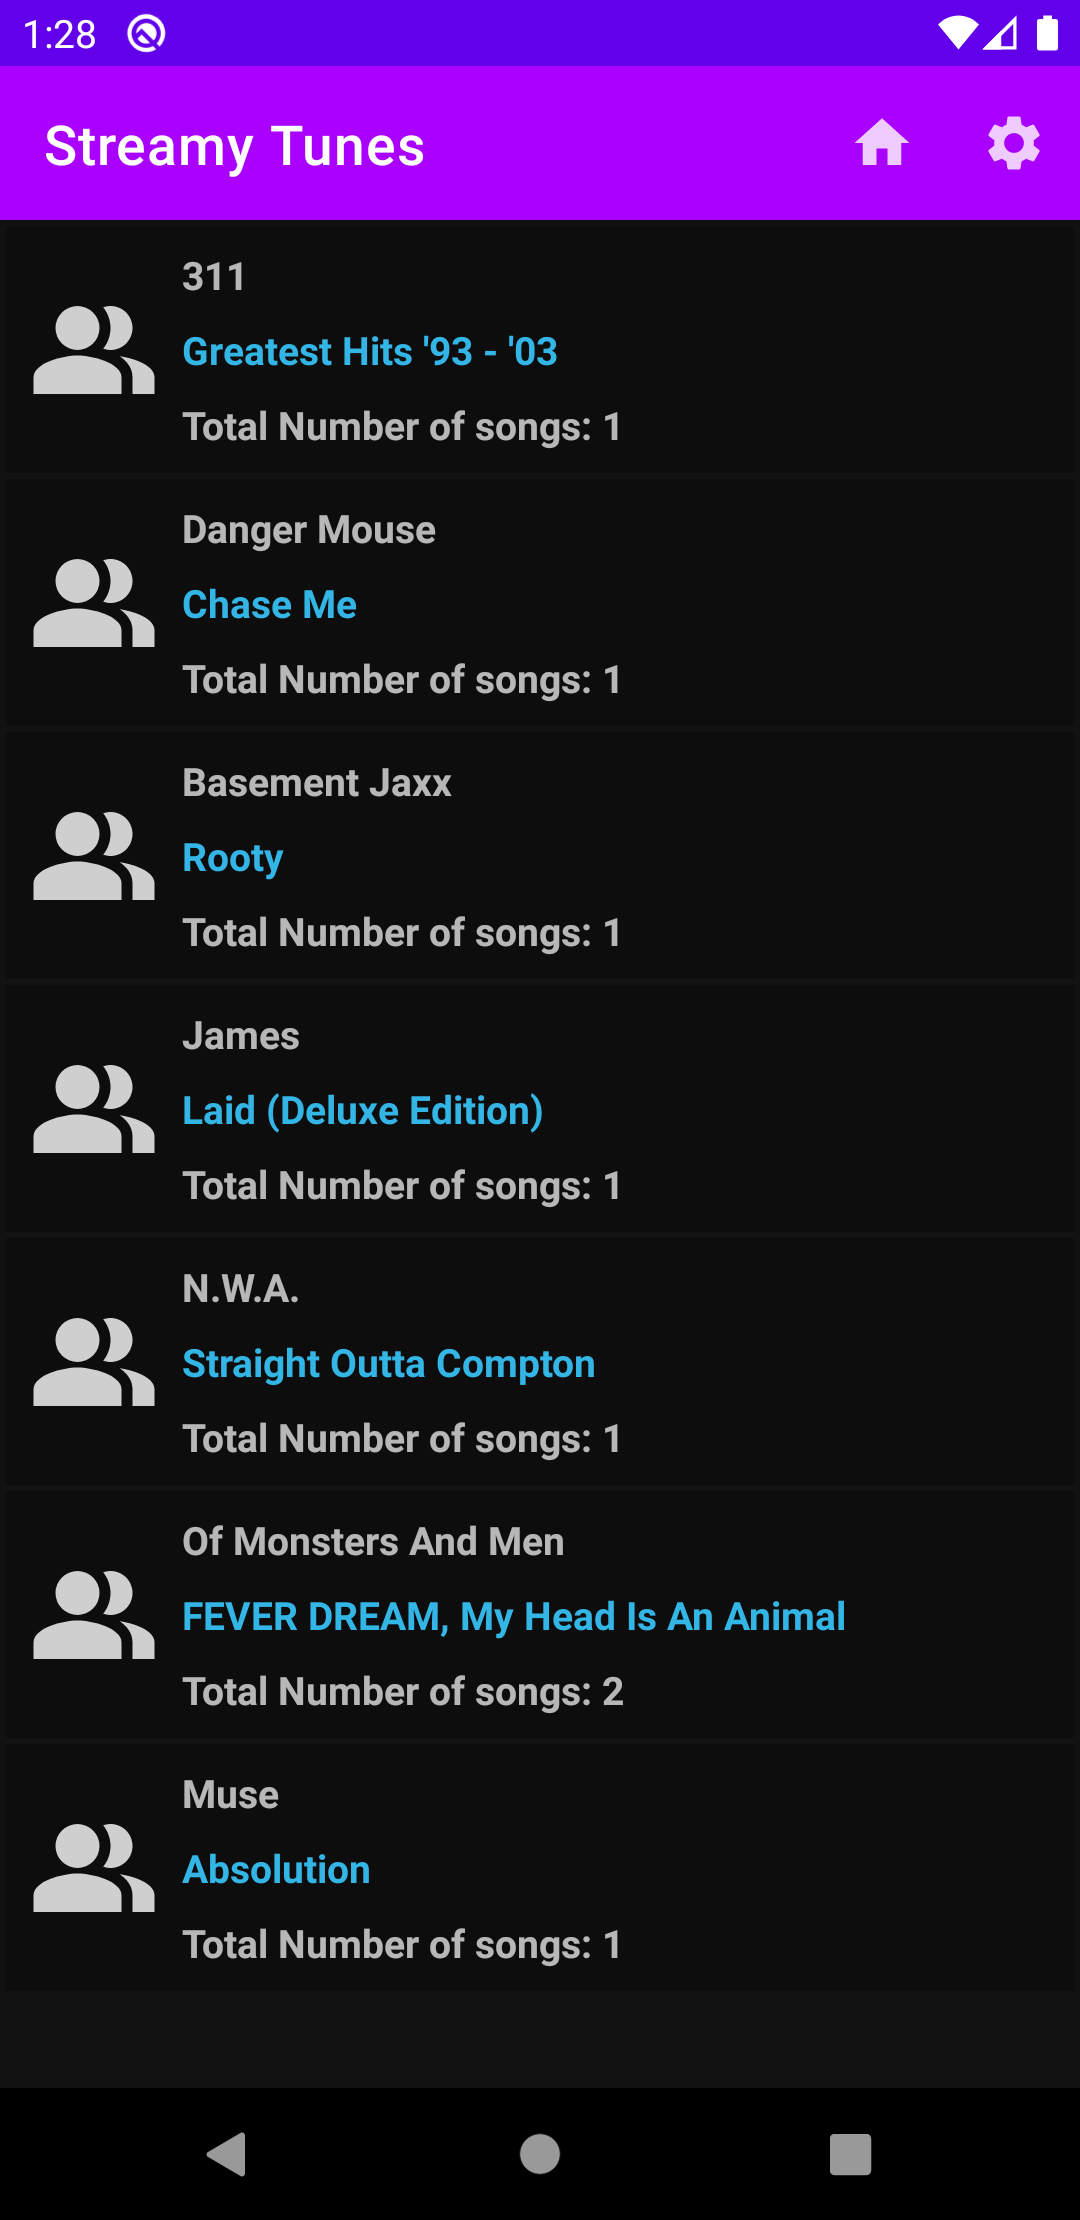 1:28
Streamy Tunes
311
Greatest Hits '93 - '03
Total Number of songs: 1
Danger Mouse
Chase Me
Total Number of songs: 1
Basement Jaxx
Rooty
Total Number of songs: 1
James
Laid (Deluxe Edition)
Total Number of songs: 1
N.W.A.
Straight Outta Compton
Total Number of songs: 1
Of Monsters And Men
FEVER DREAM, My Head Is An Animal
Total Number of songs: 2
Muse
Absolution
Total Number of songs: 1